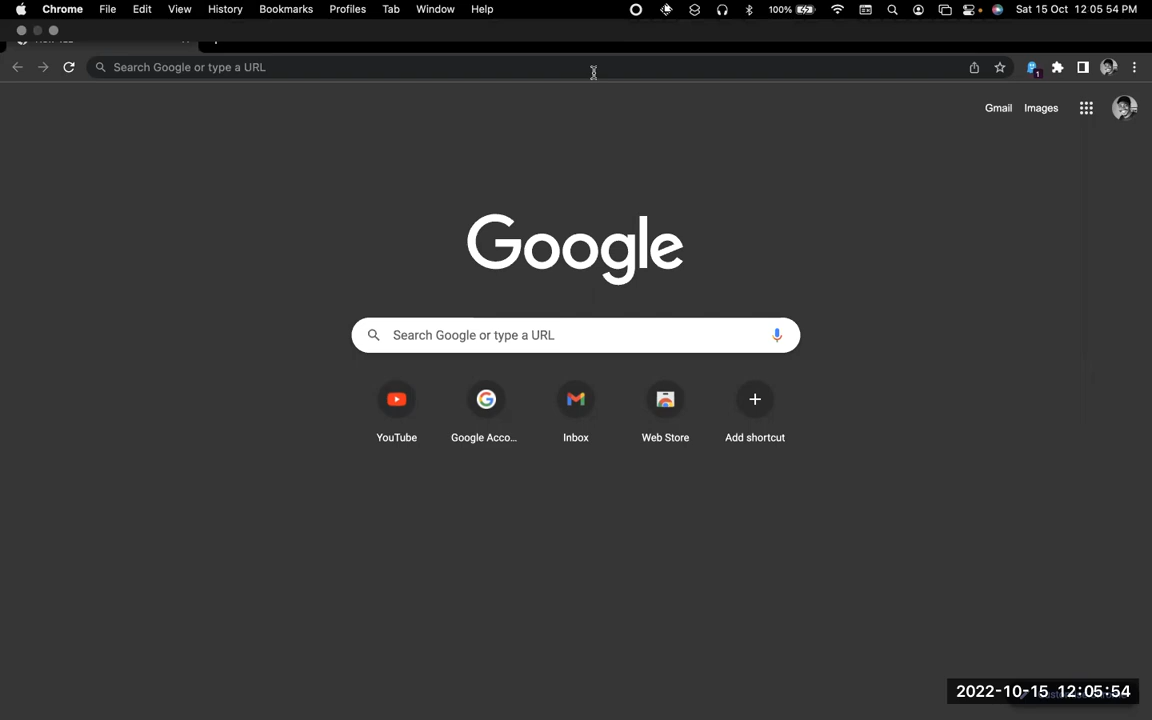 Chrome File Edit View History Bookmarks Profiles Tab Window Help 100% Sat 15 Oct 12:05:54 PM
Search Google or type a URL
1
Gmail Images
Google
Search Google or type a URL
YouTube Google Acco... Inbox Web Store Add shortcut
2022-10-15 12:05:54